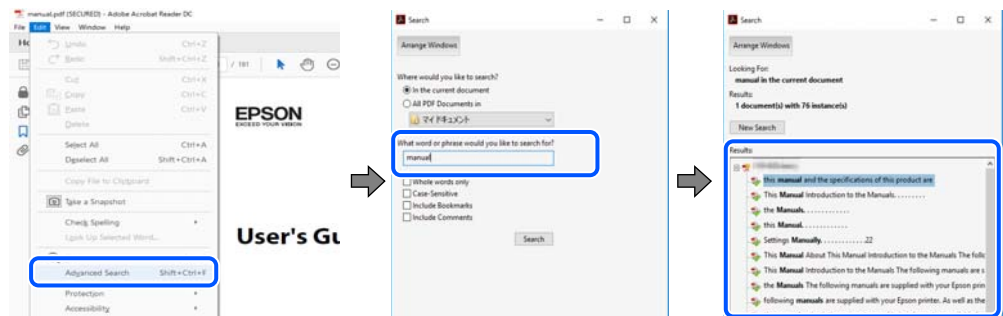 manual.pdf (SECURED) - Adobe Acrobat Reader DC
File Edit View Window Help
Undo Ctrl+Z
Redo Shift+Ctrl+Z
Cut Ctrl+X
Copy Ctrl+C
Paste Ctrl+V
Delete
Select All Ctrl+A
Deselect All Shift+Ctrl+A
Copy File to Clipboard
Take a Snapshot
Check Spelling
Look Up Selected Word...
Advanced Search Shift+Ctrl+F
Protection
Accessibility
/ 181
EPSON
EXCEED YOUR VISION
User's Gu
Search
Arrange Windows
Where would you like to search?
In the current document
All PDF Documents in
マイ ドキュメント
What word or phrase would you like to search for?
manual
Whole words only
Case-Sensitive
Include Bookmarks
Include Comments
Search
Search
Arrange Windows
Looking For:
manual in the current document
Results:
1 document(s) with 76 instance(s)
New Search
Results:
this manual and the specifications of this product are
This Manual Introduction to the Manuals.........
the Manuals.............
this Manual.............
Settings Manually.............22
This Manual About This Manual Introduction to the Manuals The follo
This Manual Introduction to the Manuals The following manuals are s
the Manuals The following manuals are supplied with your Epson prin
following manuals are supplied with your Epson printer. As well as the